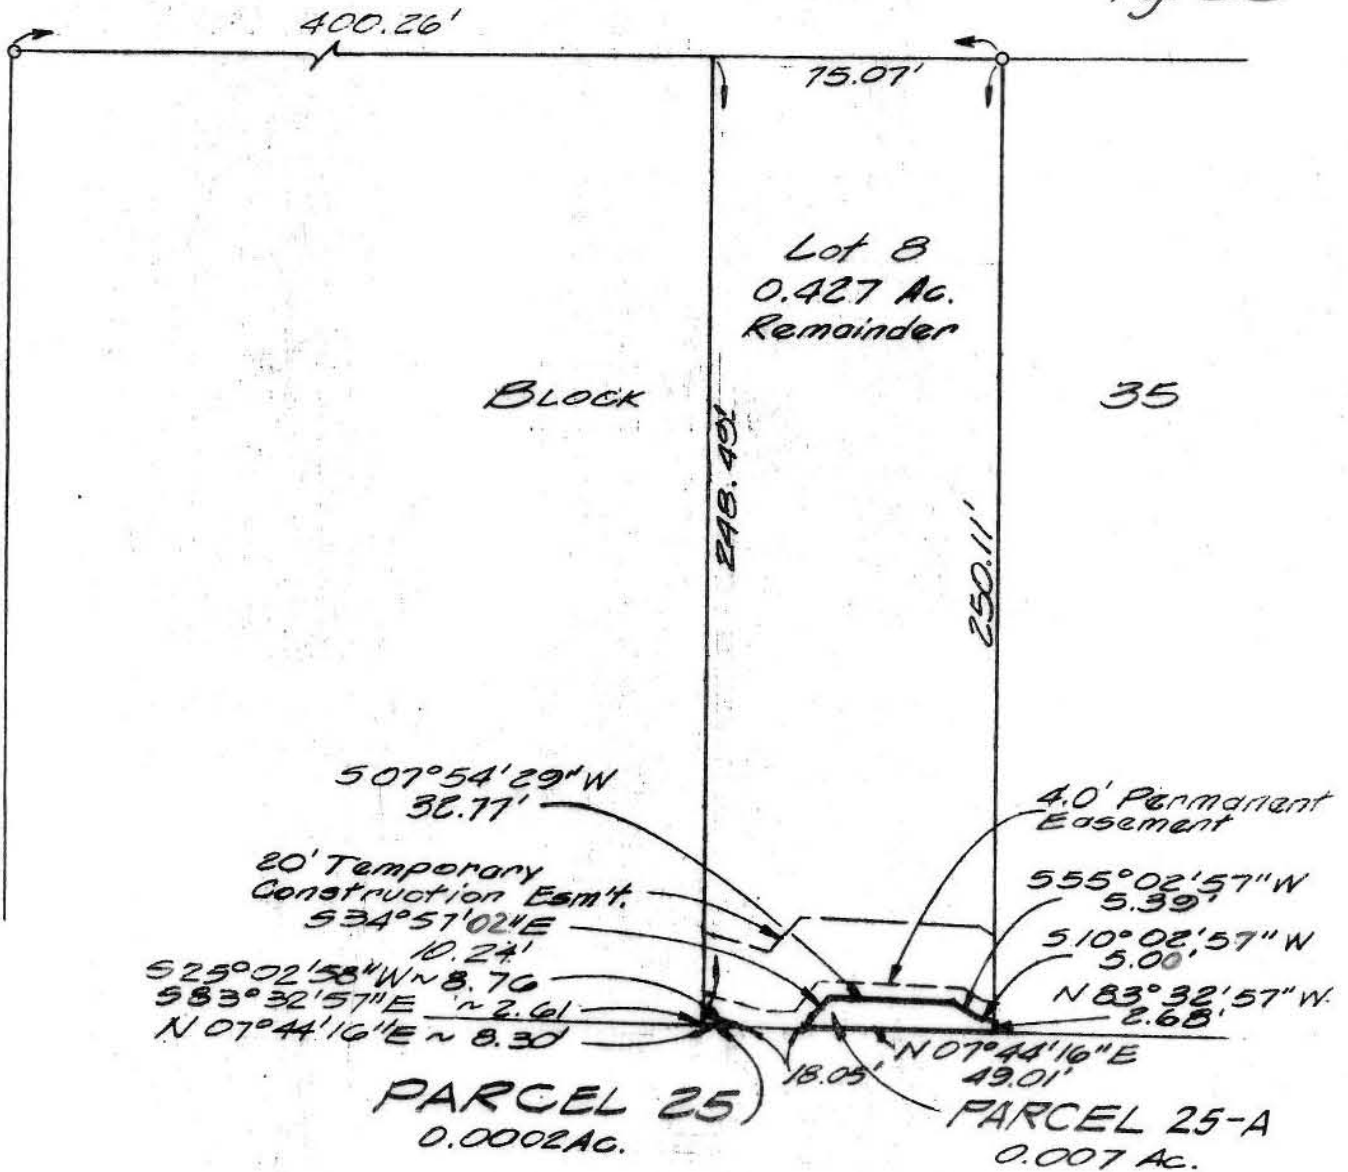 400.26'
75.07'
Lot 8
0.427 Ac.
Remainder
BLOCK
35
248.49'
250.11'
S 07°54'29"W
32.77'
4.0' Permanent
Easement
20' Temporary
Construction Esm't.
S 34°57'02"E
10.24'
S 55°02'57"W
5.39'
S 10°02'57"W
5.00'
S 25°02'58"W ~ 8.76
S 83°32'57"E ~ 2.61
N 07°44'16"E ~ 8.30'
N 83°32'57"W
2.68'
18.05'
N 07°44'16"E
49.01'
PARCEL 25
0.0002 Ac.
PARCEL 25-A
0.007 Ac.